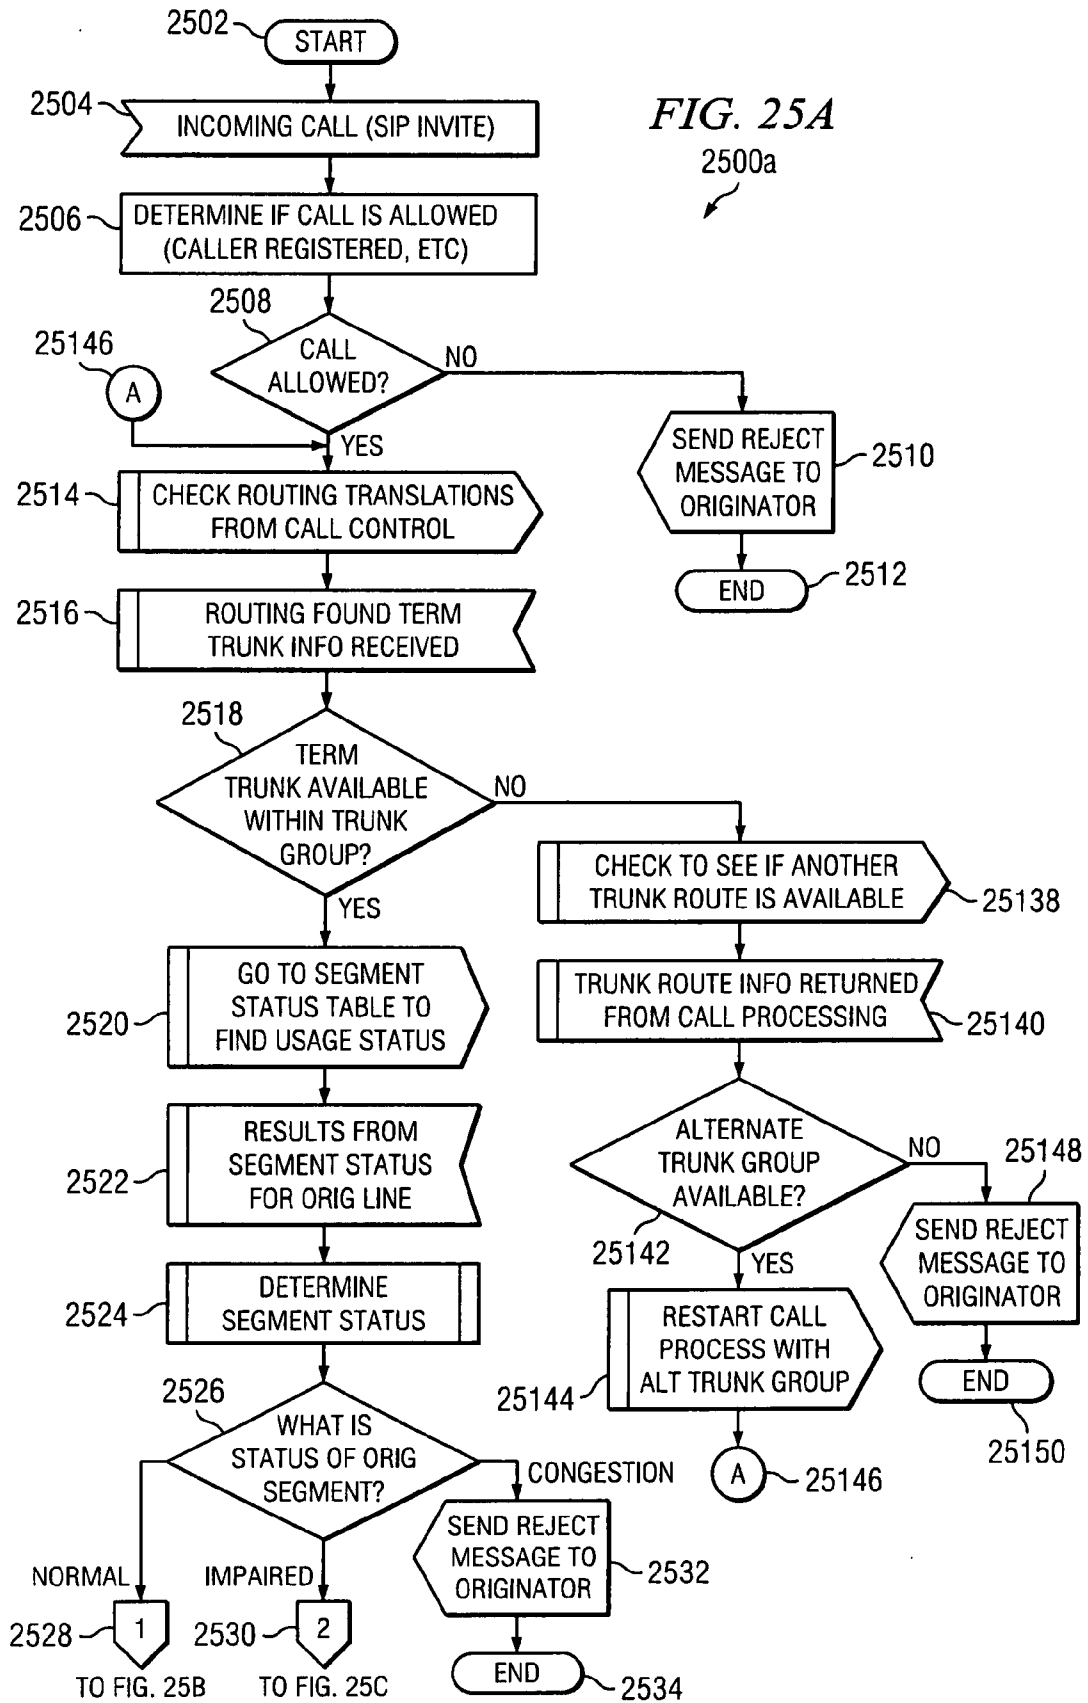 2502
START
FIG. 25A
2500a
2504
INCOMING CALL (SIP INVITE)
2506
DETERMINE IF CALL IS ALLOWED
(CALLER REGISTERED, ETC)
2508
CALL
ALLOWED?
NO
YES
25146
A
SEND REJECT
MESSAGE TO
ORIGINATOR
2510
END
2512
2514
CHECK ROUTING TRANSLATIONS
FROM CALL CONTROL
2516
ROUTING FOUND TERM
TRUNK INFO RECEIVED
2518
TERM
TRUNK AVAILABLE
WITHIN TRUNK
GROUP?
NO
YES
CHECK TO SEE IF ANOTHER
TRUNK ROUTE IS AVAILABLE
25138
2520
GO TO SEGMENT
STATUS TABLE TO
FIND USAGE STATUS
TRUNK ROUTE INFO RETURNED
FROM CALL PROCESSING
25140
2522
RESULTS FROM
SEGMENT STATUS
FOR ORIG LINE
ALTERNATE
TRUNK GROUP
AVAILABLE?
25142
NO
YES
25148
SEND REJECT
MESSAGE TO
ORIGINATOR
END
25150
2524
DETERMINE
SEGMENT STATUS
RESTART CALL
PROCESS WITH
ALT TRUNK GROUP
25144
A
25146
2526
WHAT IS
STATUS OF ORIG
SEGMENT?
CONGESTION
SEND REJECT
MESSAGE TO
ORIGINATOR
2532
END
2534
NORMAL
2528
1
TO FIG. 25B
IMPAIRED
2530
2
TO FIG. 25C